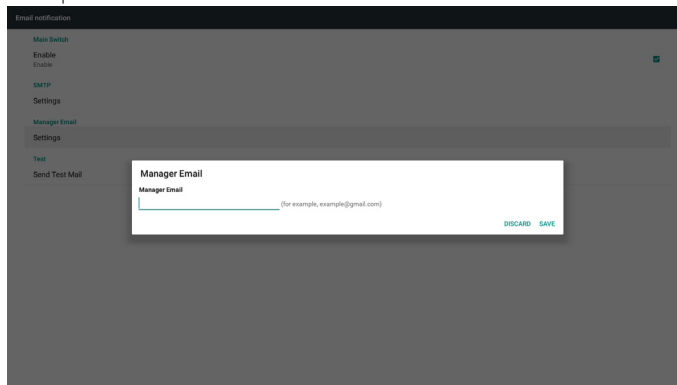 Email notification
Main Switch
Enable
Enable
SMTP
Settings
Manager Email
Settings
Test
Send Test Mail
Manager Email
Manager Email
(for example, example@gmail.com)
DISCARD SAVE